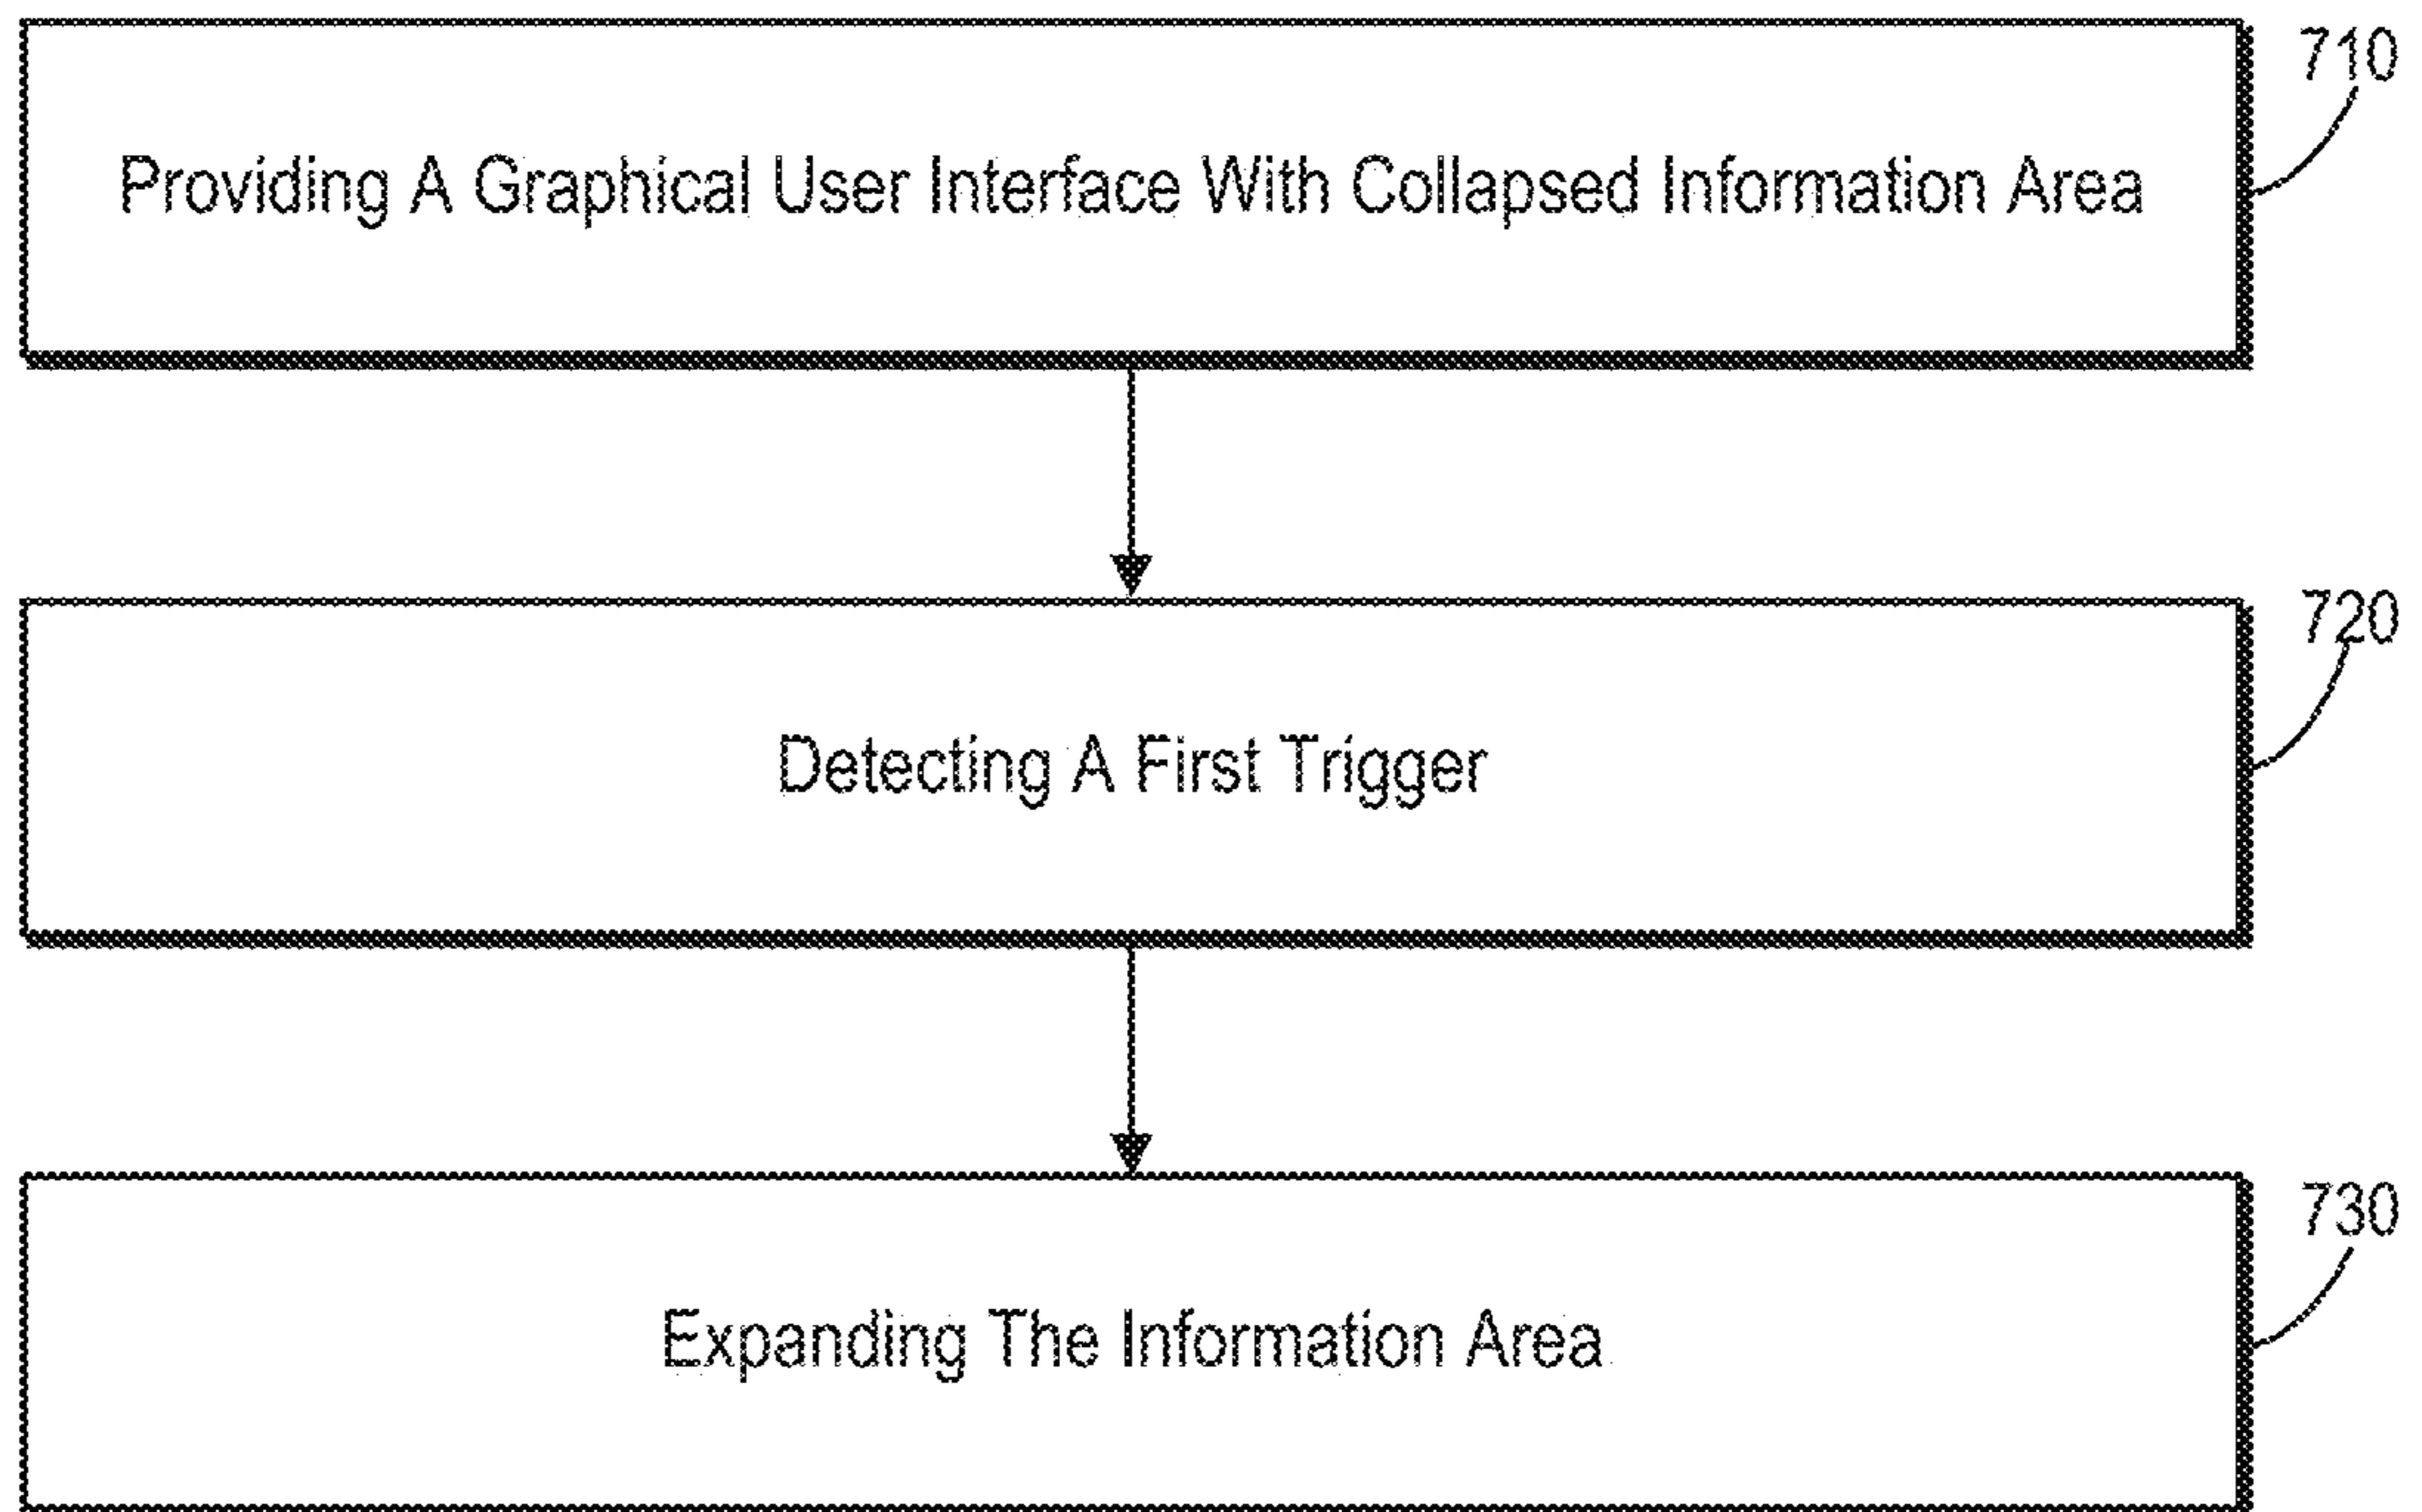 710
Providing A Graphical User Interface With Collapsed Information Area
720
Detecting A First Trigger
730
Expanding The Information Area